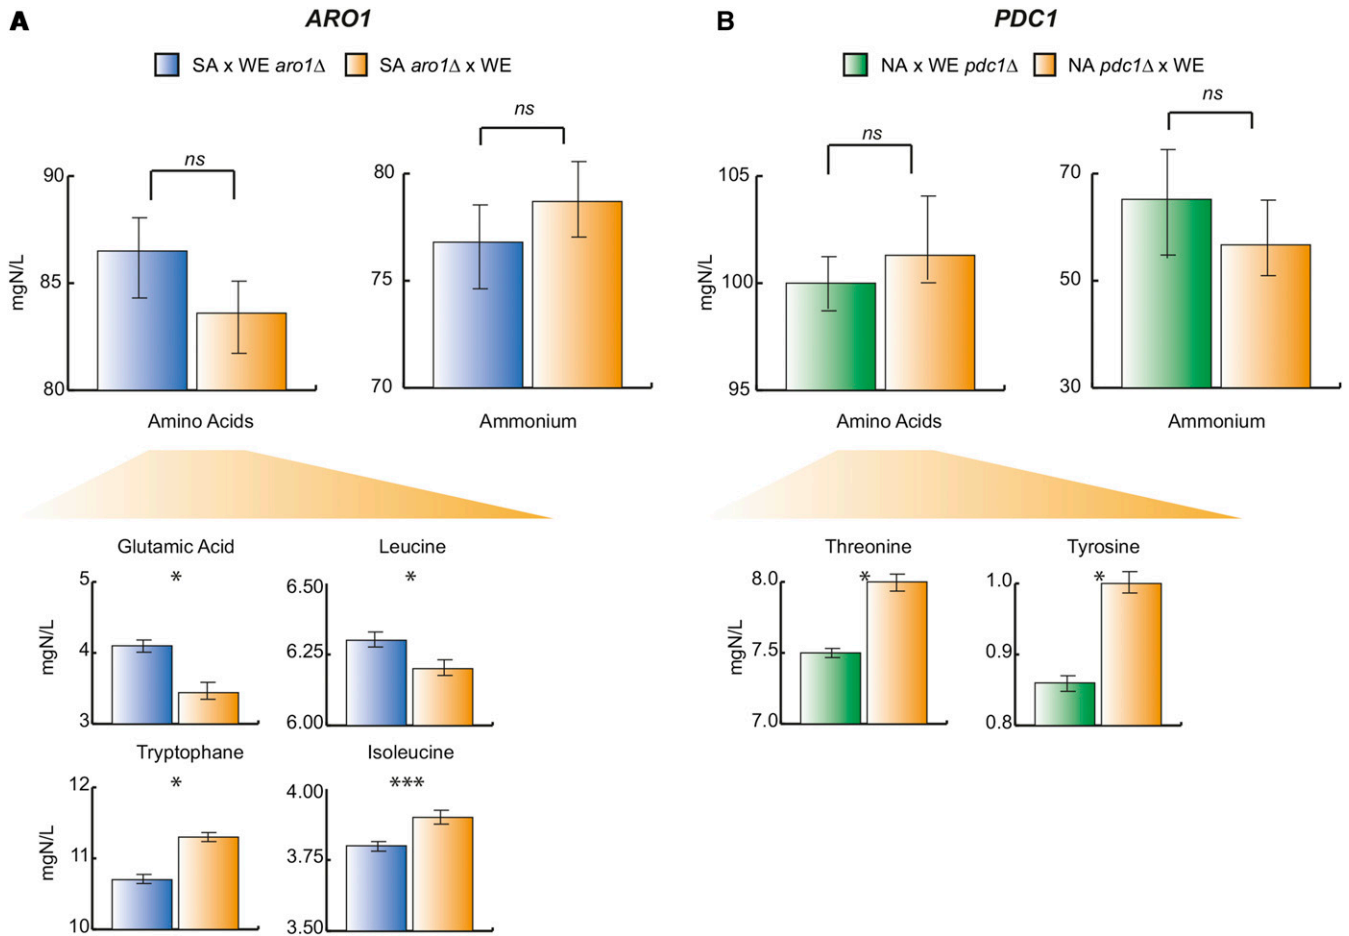 A
ARO1
SA x WE aro1Δ
SA aro1Δ x WE
B
PDC1
NA x WE pdc1Δ
NA pdc1Δ x WE
ns
90
85
80
mgN/L
Amino Acids
ns
80
75
70
Ammonium
ns
105
100
95
mgN/L
Amino Acids
ns
70
50
30
Ammonium
Glutamic Acid
*
5
4
3
mgN/L
Leucine
*
6.50
6.25
6.00
Threonine
*
8.0
7.5
7.0
mgN/L
Tyrosine
*
1.0
0.9
0.8
Tryptophane
*
12
11
10
mgN/L
Isoleucine
***
4.00
3.75
3.50